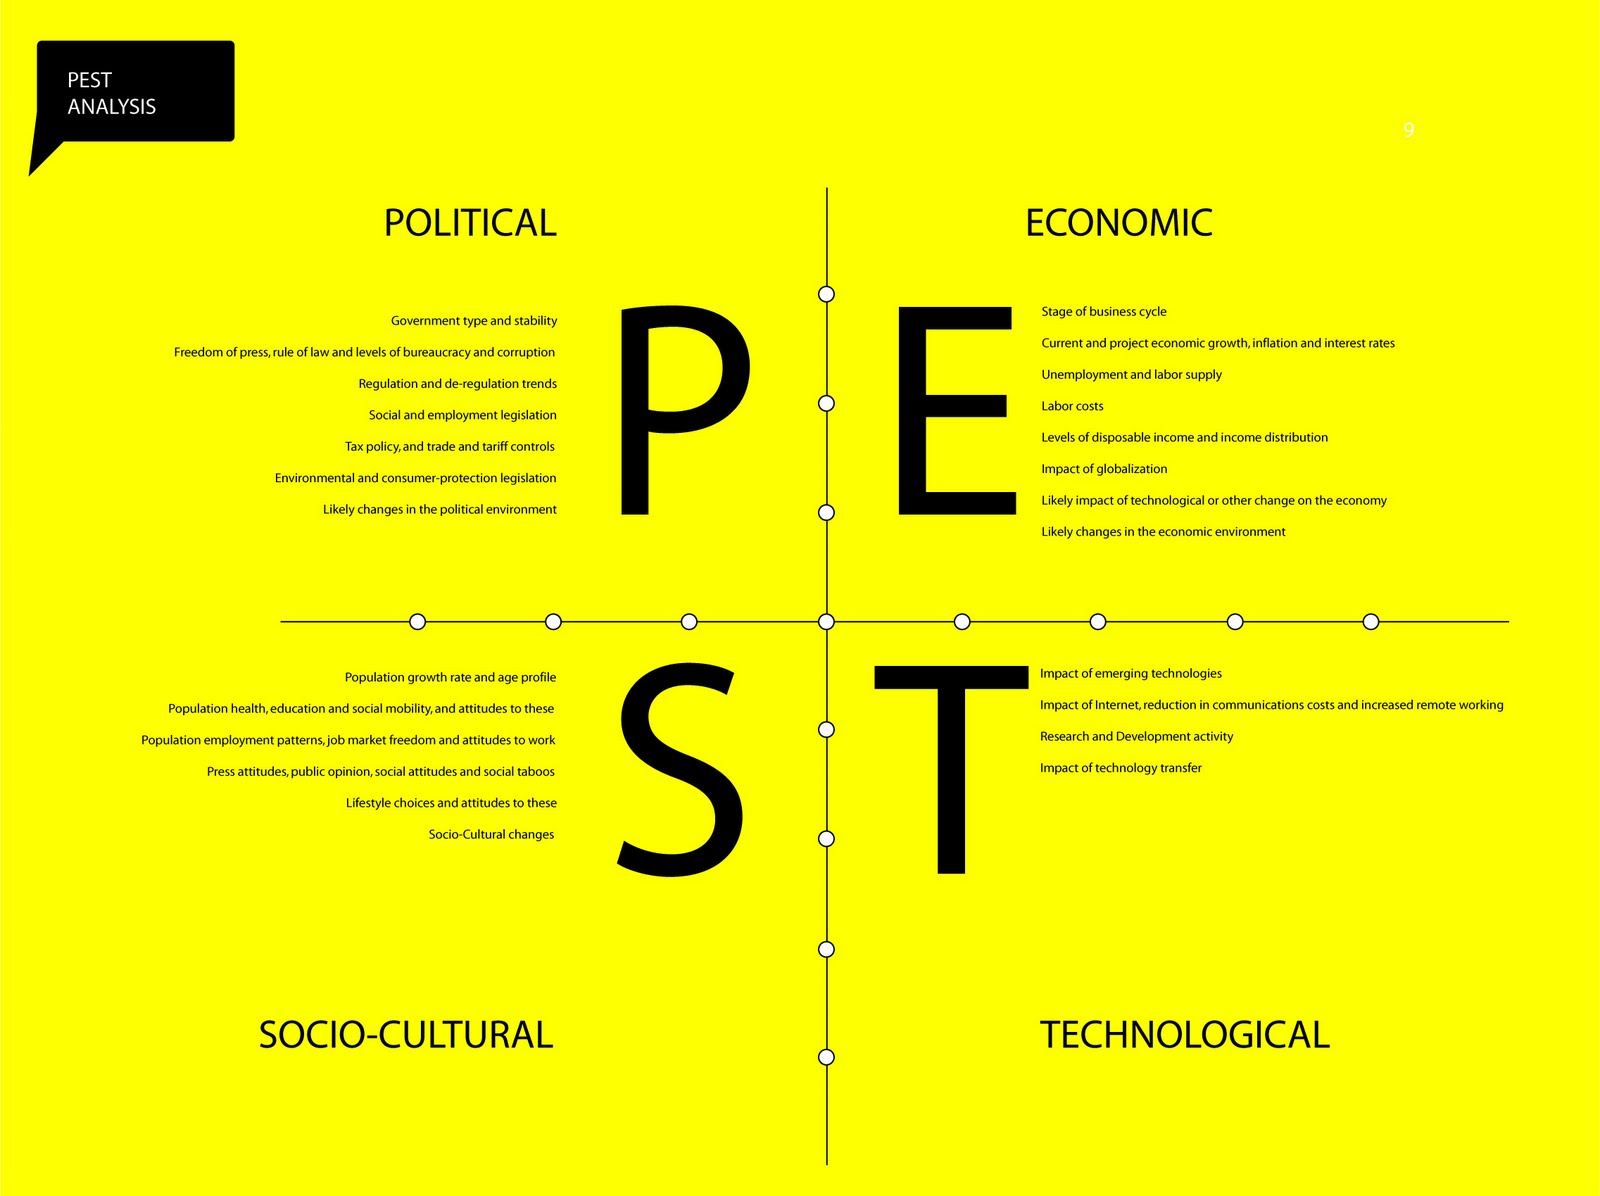 PEST
ANALYSIS
9
POLITICAL
Government type and stability
Freedom of press, rule of law and levels of bureaucracy and corruption
Regulation and de-regulation trends
Social and employment legislation
Tax policy, and trade and tariff controls
Environmental and consumer-protection legislation
Likely changes in the political environment
P
ECONOMIC
E
Stage of business cycle
Current and project economic growth, inflation and interest rates
Unemployment and labor supply
Labor costs
Levels of disposable income and income distribution
Impact of globalization
Likely impact of technological or other change on the economy
Likely changes in the economic environment
Population growth rate and age profile
Population health, education and social mobility, and attitudes to these
Population employment patterns, job market freedom and attitudes to work
Press attitudes, public opinion, social attitudes and social taboos
Lifestyle choices and attitudes to these
Socio-Cultural changes
S
SOCIO-CULTURAL
T
Impact of emerging technologies
Impact of Internet, reduction in communications costs and increased remote working
Research and Development activity
Impact of technology transfer
TECHNOLOGICAL